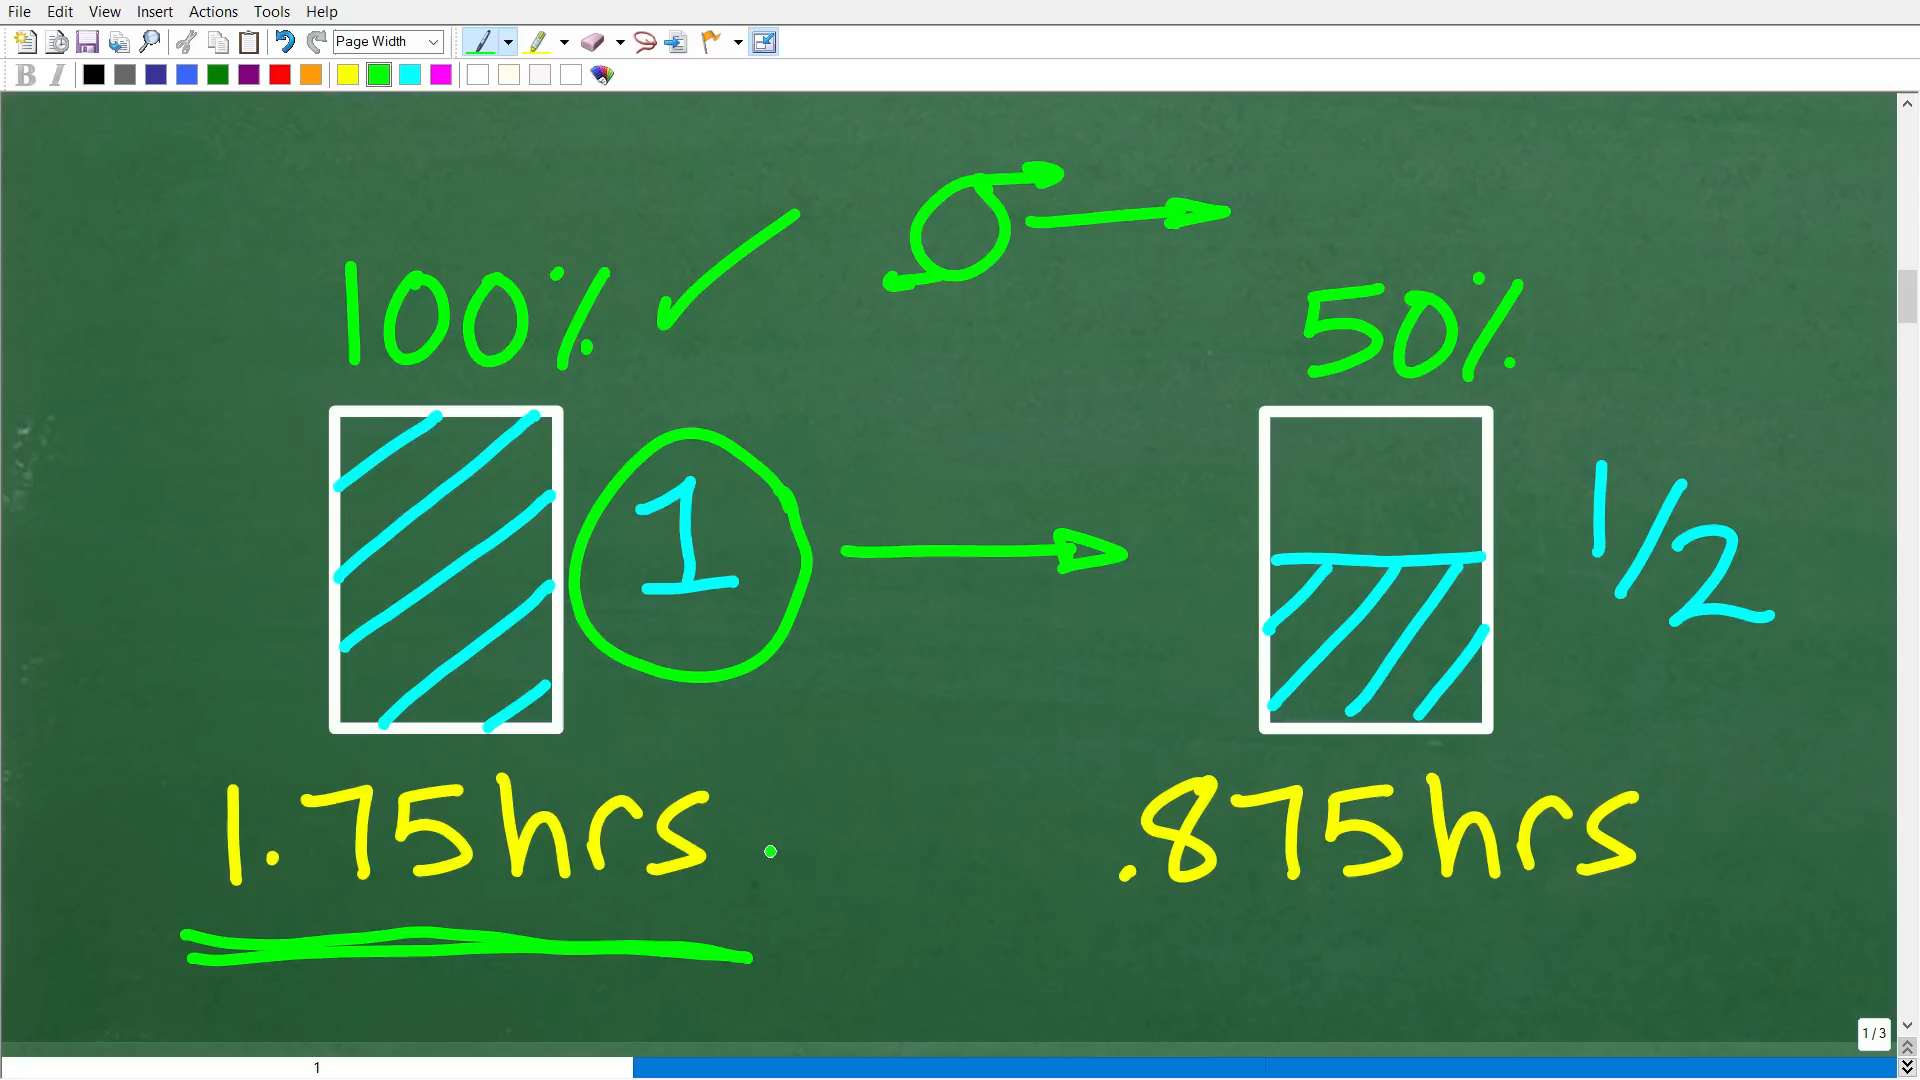 File Edit View Insert Actions Tools Help
Page Width
B I
100% 50%
1 1/2
1.75hrs .875hrs
1 / 3
1